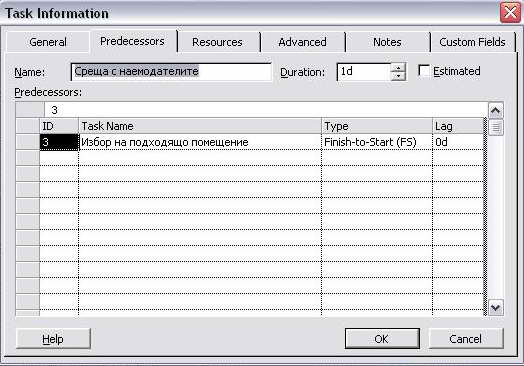 Task Information
General Predecessors Resources Advanced Notes Custom Fields
Name: Среща с наемодателите Duration: 1d Estimated
Predecessors:
3
ID Task Name Type Lag
3 Избор на подходящо помещение Finish-to-Start (FS) 0d
Help OK Cancel